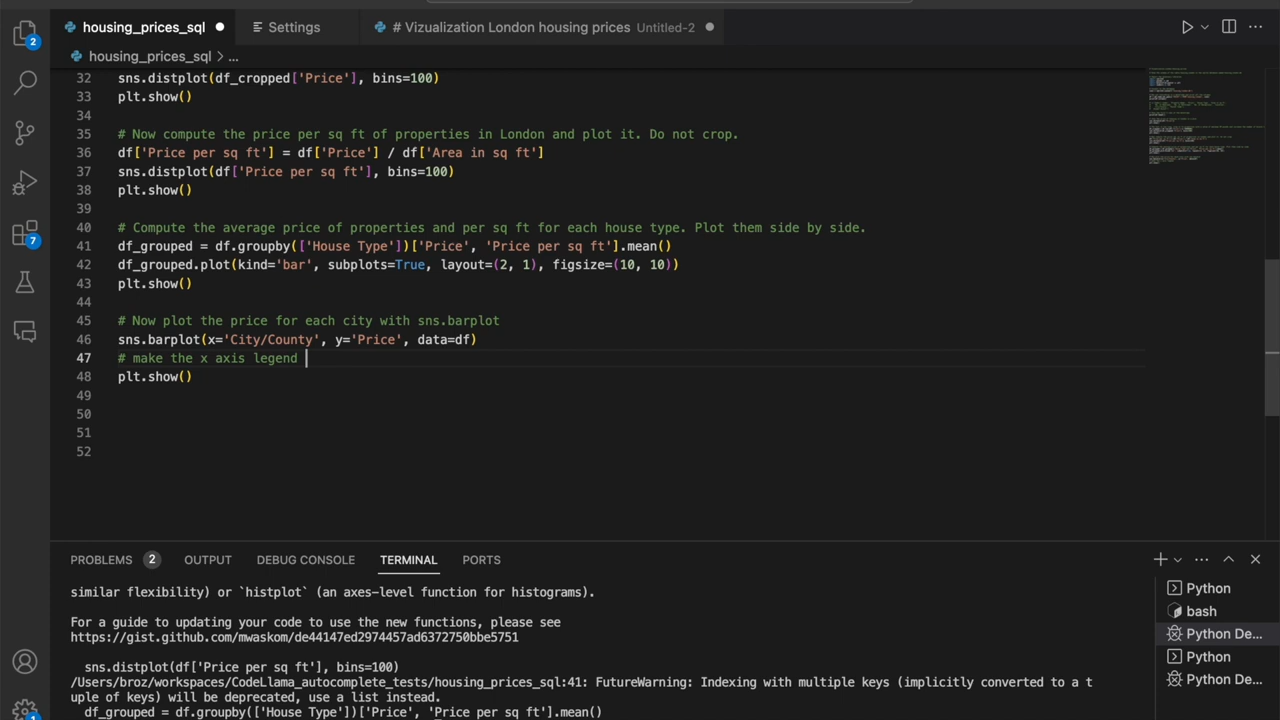 housing_prices_sql
Settings
# Vizualization London housing prices Untitled-2
housing_prices_sql > ...
2
7
1
32 sns.distplot(df_cropped['Price'], bins=100)
33 plt.show()
34
35 # Now compute the price per sq ft of properties in London and plot it. Do not crop.
36 df['Price per sq ft'] = df['Price'] / df['Area in sq ft']
37 sns.distplot(df['Price per sq ft'], bins=100)
38 plt.show()
39
40 # Compute the average price of properties and per sq ft for each house type. Plot them side by side.
41 df_grouped = df.groupby(['House Type'])['Price', 'Price per sq ft'].mean()
42 df_grouped.plot(kind='bar', subplots=True, layout=(2, 1), figsize=(10, 10))
43 plt.show()
44
45 # Now plot the price for each city with sns.barplot
46 sns.barplot(x='City/County', y='Price', data=df)
47 # make the x axis legend
48 plt.show()
49
50
51
52
PROBLEMS 2 OUTPUT DEBUG CONSOLE TERMINAL PORTS
similar flexibility) or `histplot` (an axes-level function for histograms).
For a guide to updating your code to use the new functions, please see
https://gist.github.com/mwaskom/de44147ed2974457ad6372750bbe5751
sns.distplot(df['Price per sq ft'], bins=100)
/Users/broz/workspaces/CodeLlama_autocomplete_tests/housing_prices_sql:41: FutureWarning: Indexing with multiple keys (implicitly converted to a t
uple of keys) will be deprecated, use a list instead.
df_grouped = df.groupby(['House Type'])['Price', 'Price per sq ft'].mean()
Python
bash
Python De...
Python
Python De...